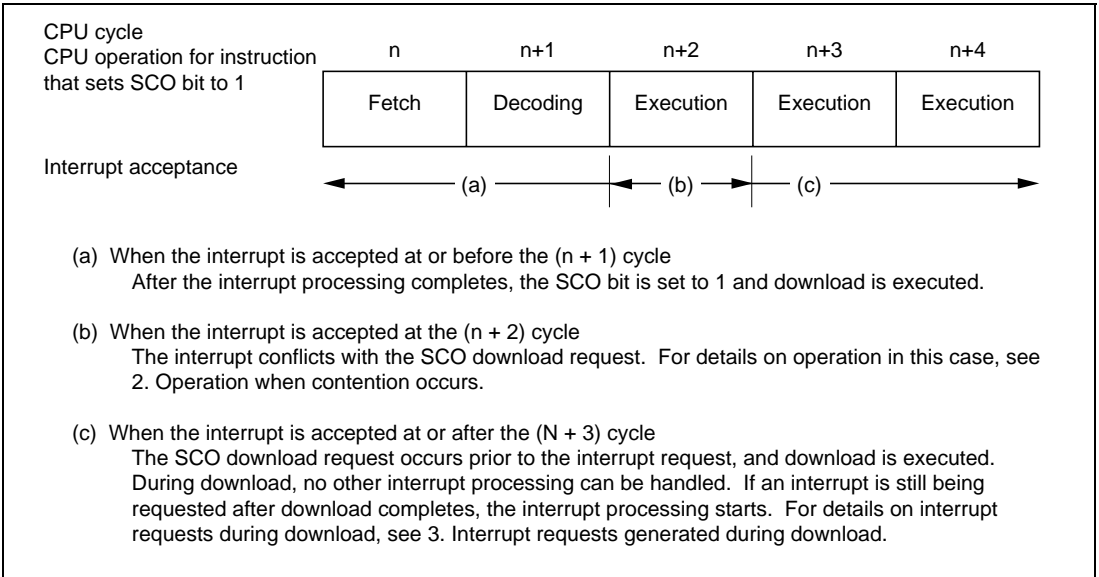 CPU cycle
CPU operation for instruction
that sets SCO bit to 1
n n+1 n+2 n+3 n+4
Fetch Decoding Execution Execution Execution
Interrupt acceptance
(a) (b) (c)
(a) When the interrupt is accepted at or before the (n + 1) cycle
After the interrupt processing completes, the SCO bit is set to 1 and download is executed.
(b) When the interrupt is accepted at the (n + 2) cycle
The interrupt conflicts with the SCO download request. For details on operation in this case, see
2. Operation when contention occurs.
(c) When the interrupt is accepted at or after the (N + 3) cycle
The SCO download request occurs prior to the interrupt request, and download is executed.
During download, no other interrupt processing can be handled. If an interrupt is still being
requested after download completes, the interrupt processing starts. For details on interrupt
requests during download, see 3. Interrupt requests generated during download.